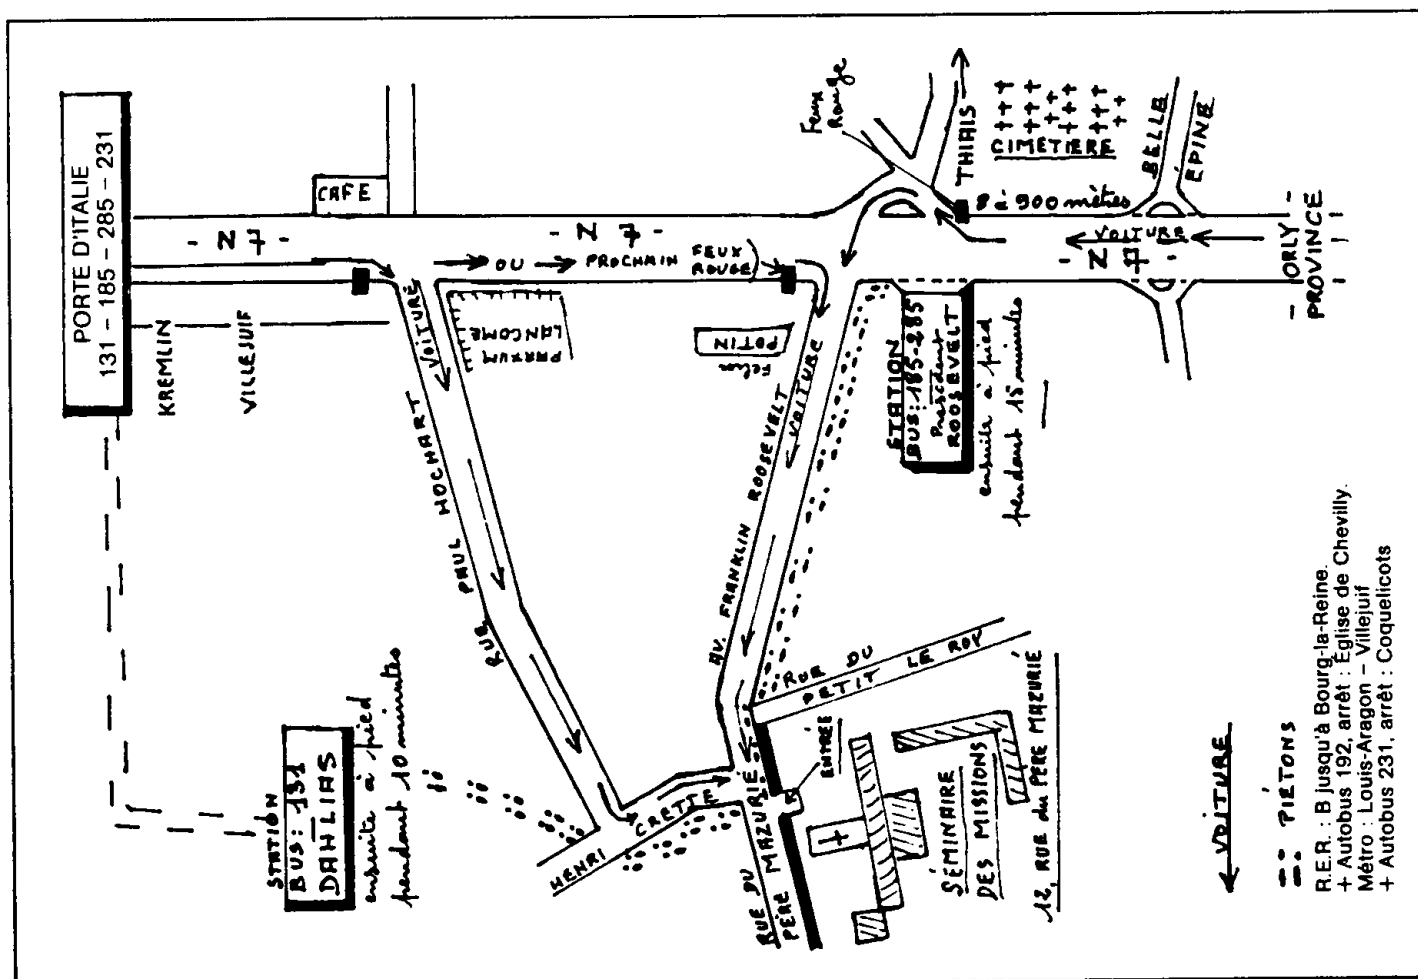 PORTE D'ITALIE
131 – 185 – 285 – 231
KREMLIN
VILLEJUIF
CAFE
- N 7 -
- N 7 -
OU
PROCHAIN
FEUX
ROUGE
Feux
Rouge
THIAIS
CIMETIERE
8 à 900 mètres
BELLE
ÉPINE
VOITURE
- N 7 -
- ORLY -
- PROVINCE
VOITURE
PARFUM
LANCOME
Felix
POTIN
STATION
BUS: 185-285
Président
ROOSEVELT
ensuite à pied
pendant 15 minutes
RUE PAUL HOCHART
AV. FRANKLIN ROOSEVELT
VOITURE
STATION
BUS: 131
DAHLIAS
ensuite à pied
pendant 10 minutes
HENRI CRETTE
RUE DU
PETIT LE ROY
RUE DU
PÈRE MAZURIÉ
ENTRÉE
SÉMINAIRE
DES MISSIONS
12, RUE du PÈRE MAZURIÉ
VOITURE
PIÉTONS
R.E.R. : B jusqu'à Bourg-la-Reine.
+ Autobus 192, arrêt : Église de Chevilly.
Métro : Louis-Aragon – Villejuif
+ Autobus 231, arrêt : Coquelicots